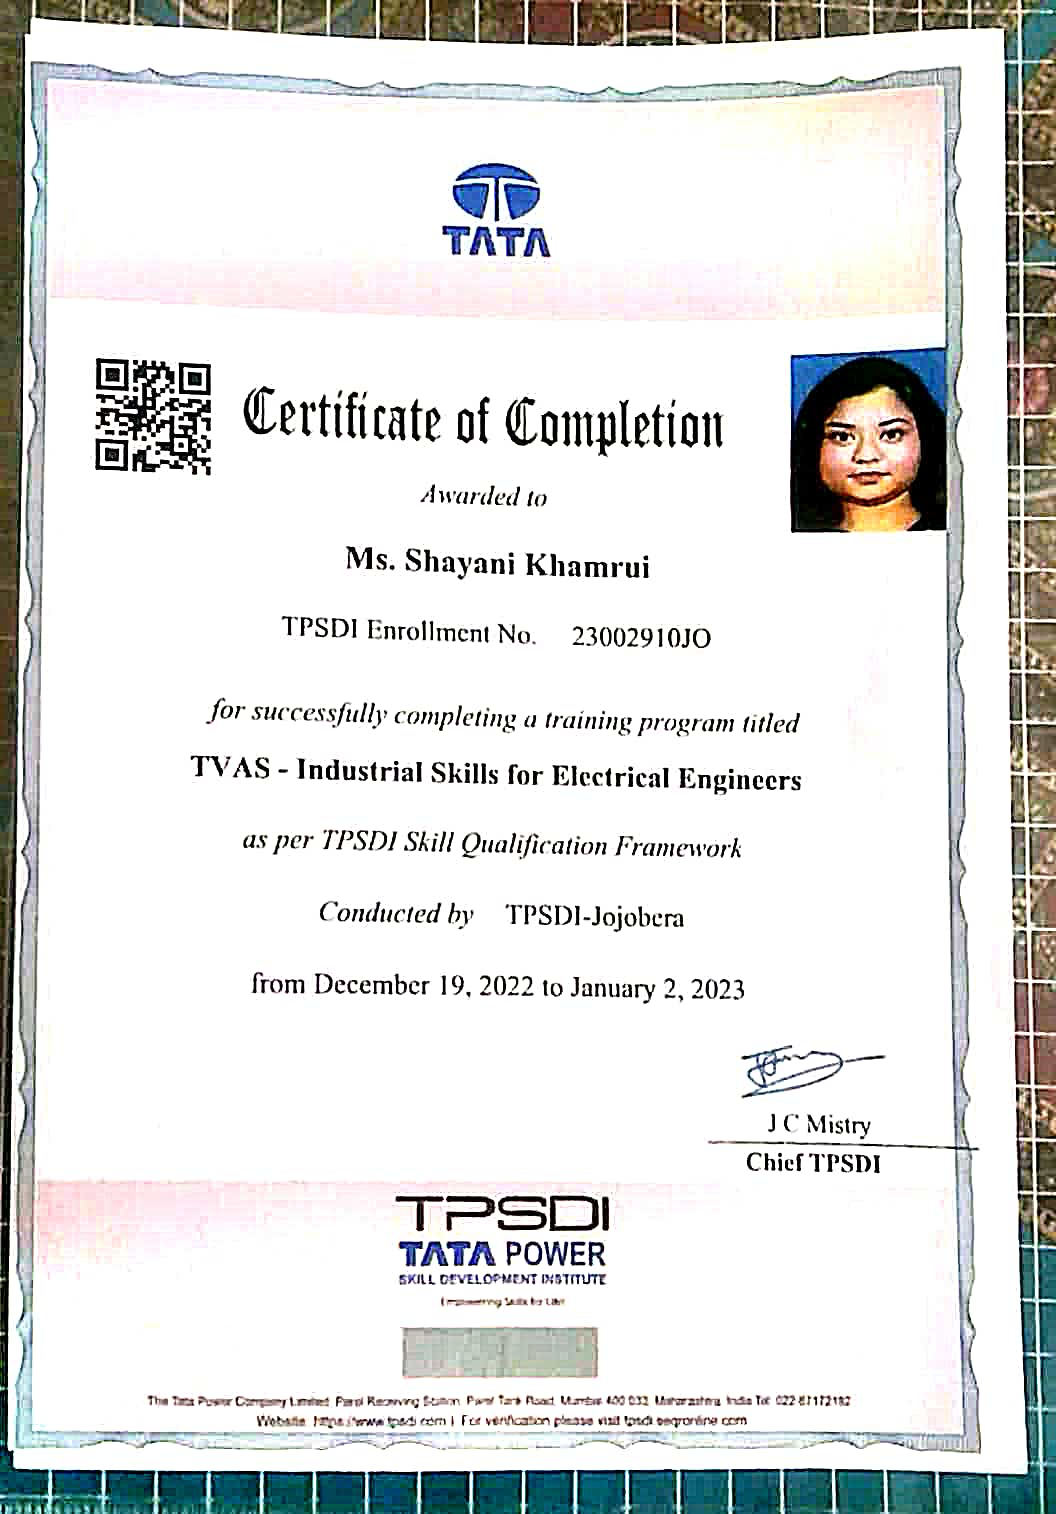 TATA
Certificate of Completion
Awarded to
Ms. Shayani Khamrui
TPSDI Enrollment No. 23002910JO
for successfully completing a training program titled
TVAS - Industrial Skills for Electrical Engineers
as per TPSDI Skill Qualification Framework
Conducted by TPSDI-Jojobera
from December 19, 2022 to January 2, 2023
J C Mistry
Chief TPSDI
TPSDI
TATA POWER
SKILL DEVELOPMENT INSTITUTE
Empowering Skills for Life!
The Tata Power Company Limited, Parel Receiving Station, Parel Tank Road, Mumbai 400 033, Maharashtra, India Tel: 022-67172182
Website: https://www.tpsdi.com | For verification please visit